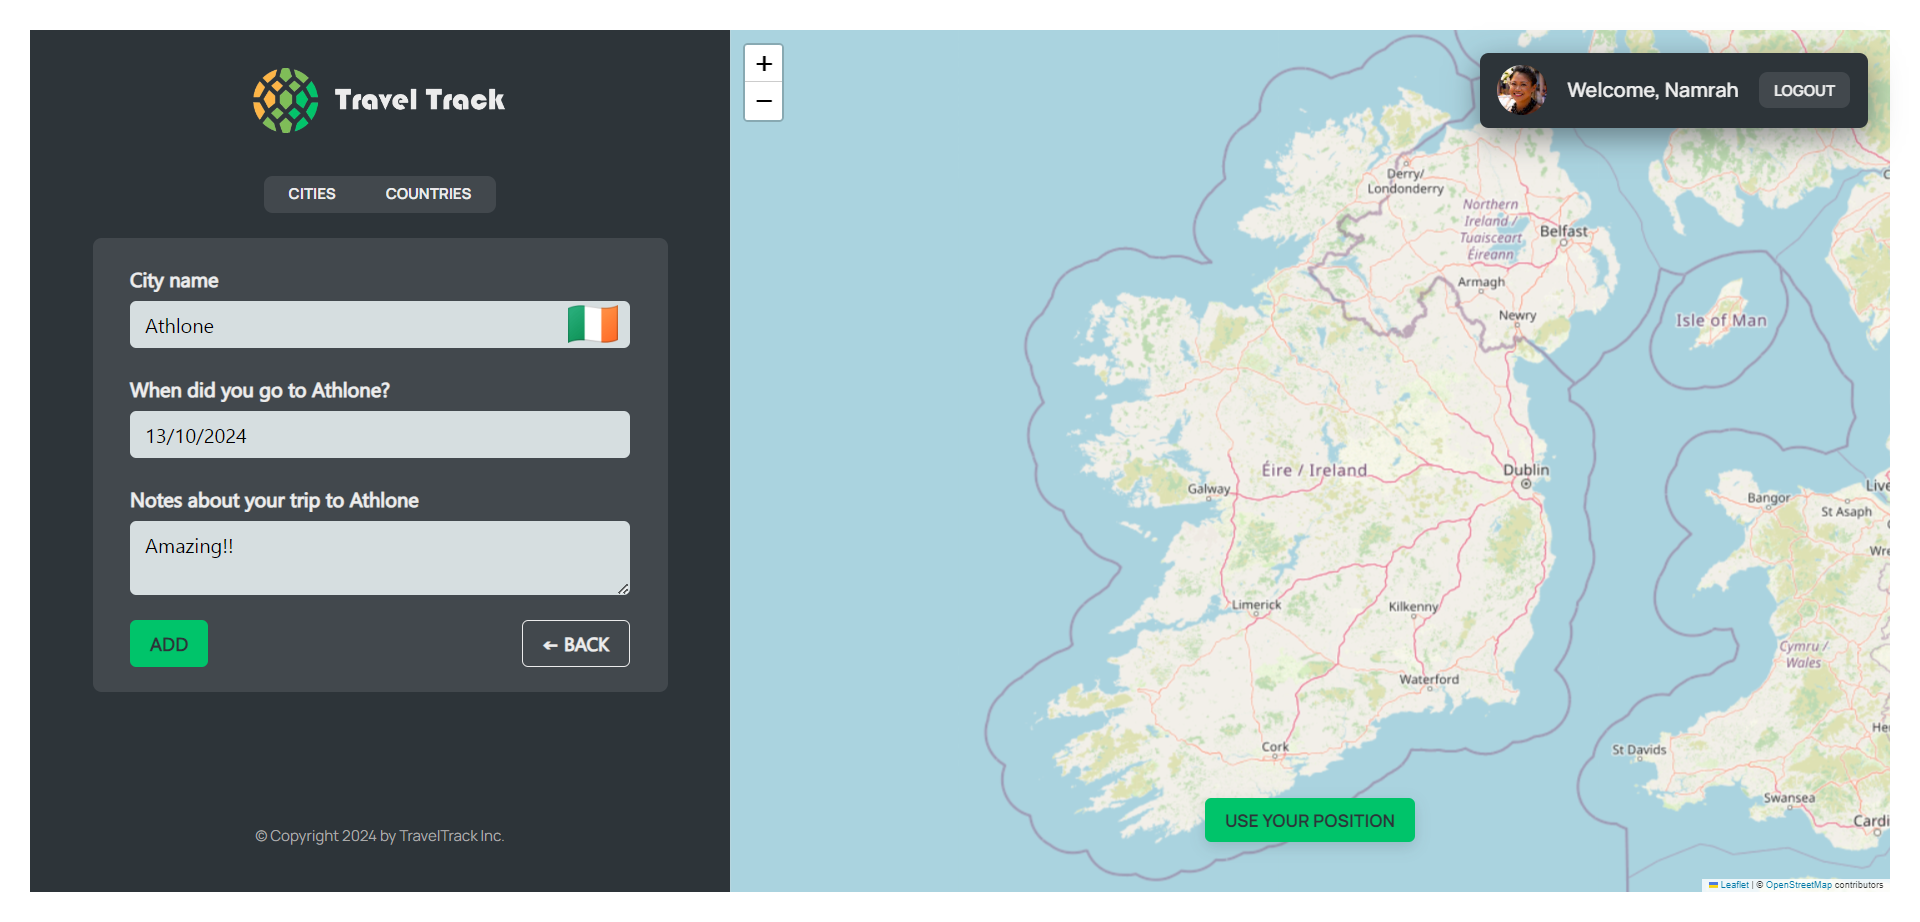 Travel Track
CITIES
COUNTRIES
City name
Athlone
When did you go to Athlone?
13/10/2024
Notes about your trip to Athlone
Amazing!!
ADD
← BACK
© Copyright 2024 by TravelTrack Inc.
+
−
Welcome, Namrah
LOGOUT
Derry/
Londonderry
Northern
Ireland /
Tuaisceart
Éireann
Belfast
Armagh
Newry
Isle of Man
Éire / Ireland
Dublin
Galway
Bangor
Live
St Asaph
Wre
Limerick
Kilkenny
Cymru /
Wales
Waterford
He
Cork
St Davids
Swansea
Cardi
USE YOUR POSITION
Leaflet | © OpenStreetMap contributors